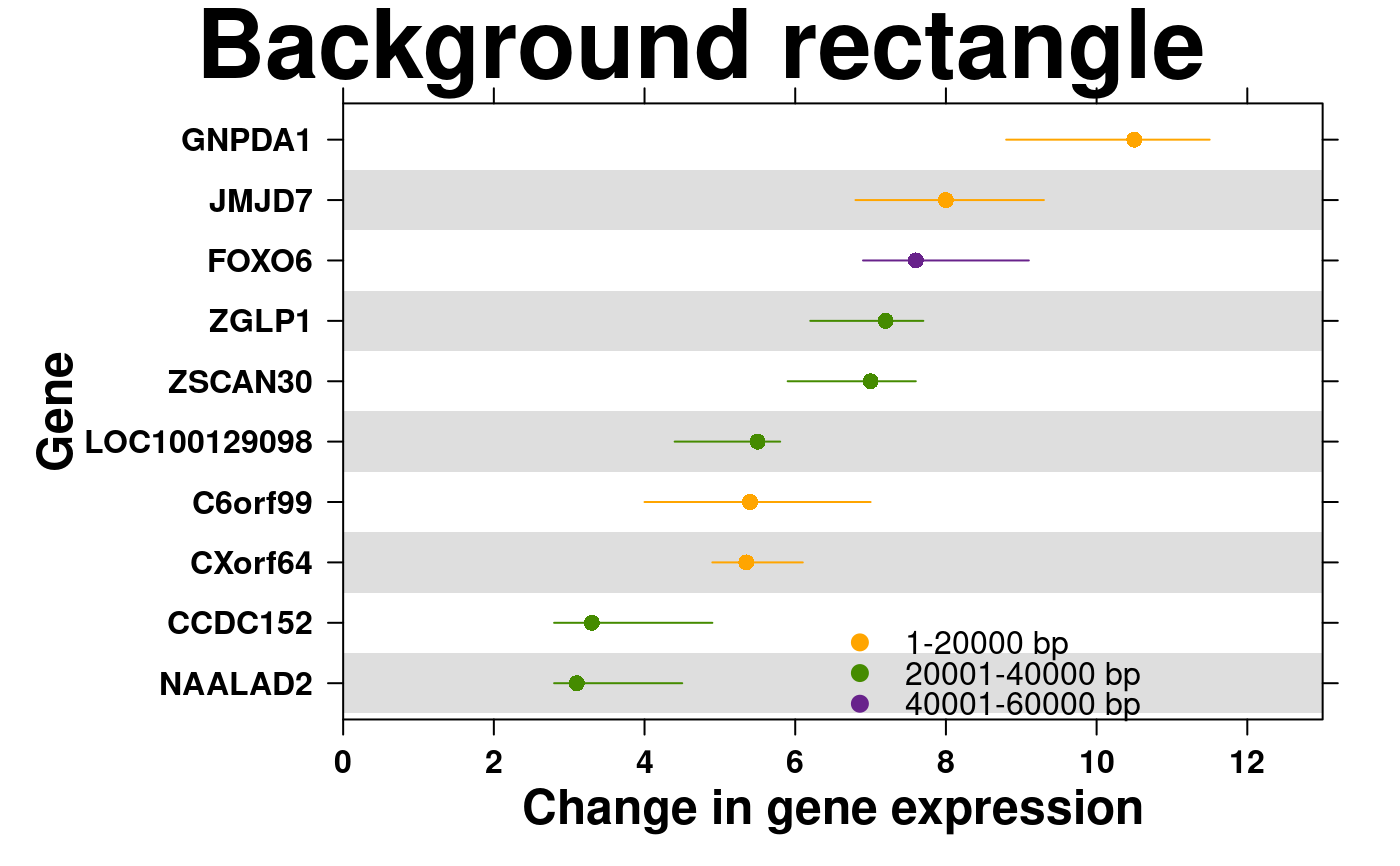 Background rectangle
GNPDA1
JMJD7
FOXO6
ZGLP1
ZSCAN30
Gene
LOC100129098
C6orf99
CXorf64
CCDC152
NAALAD2
1-20000 bp
20001-40000 bp
40001-60000 bp
0 2 4 6 8 10 12
Change in gene expression